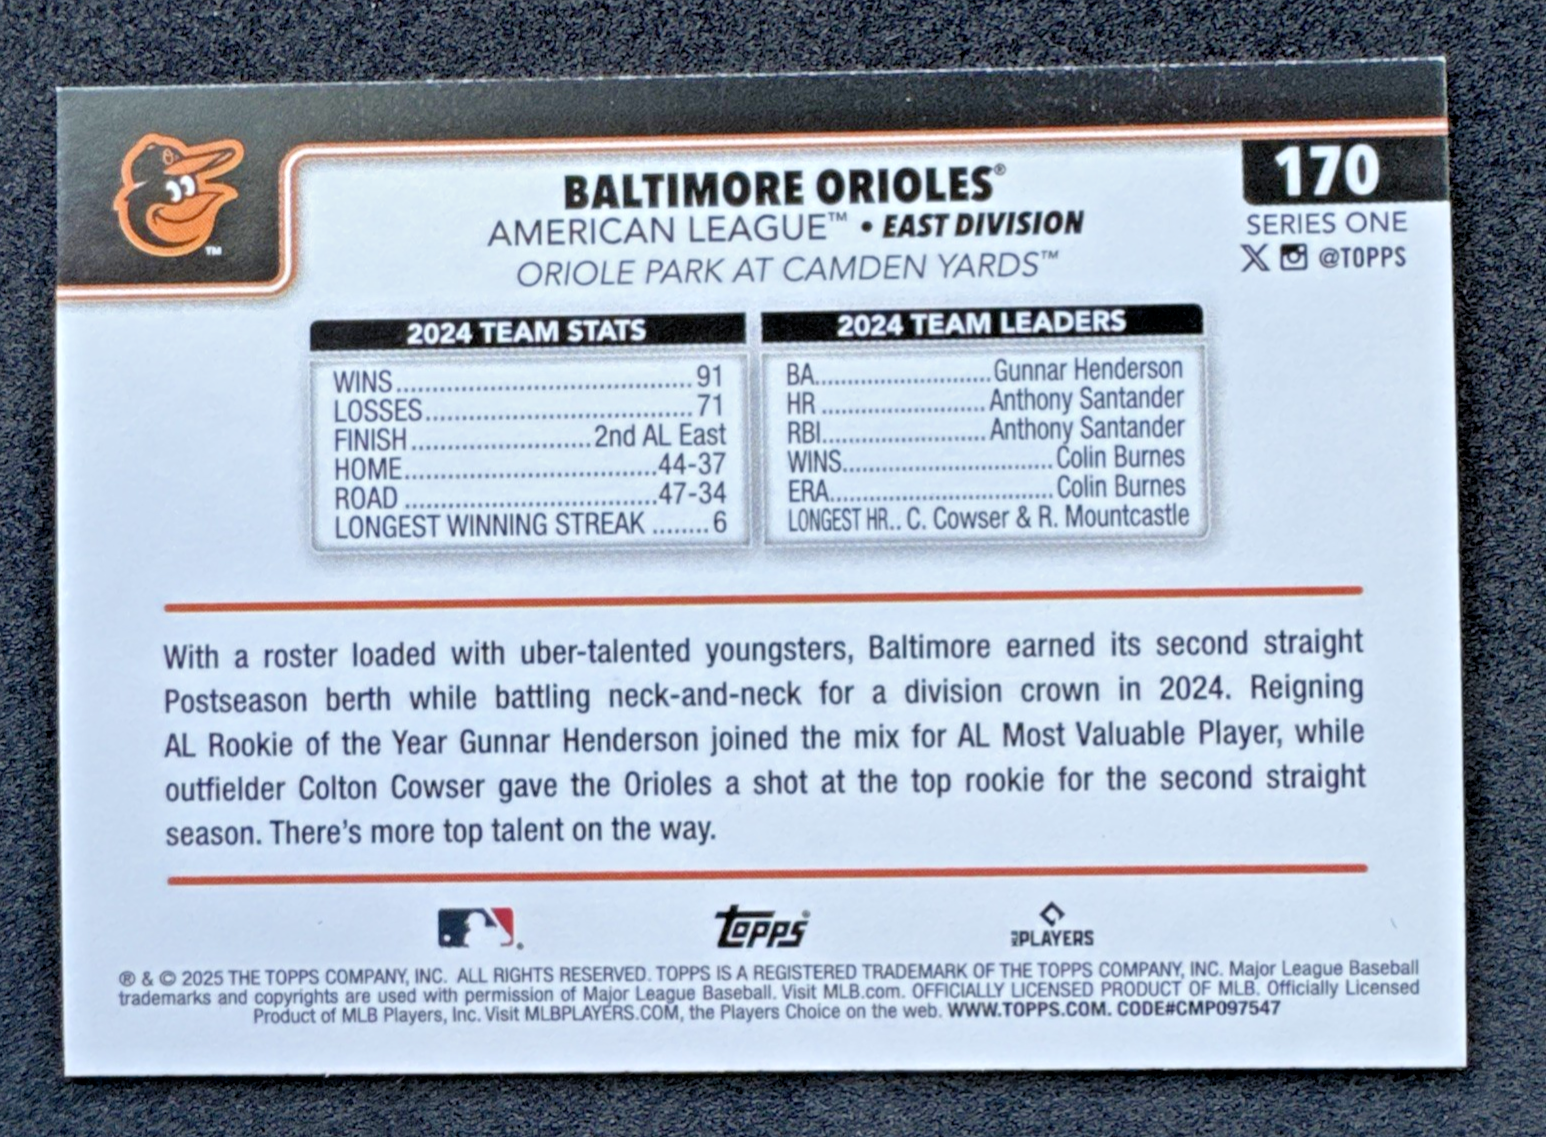 170
BALTIMORE ORIOLES®
SERIES ONE
AMERICAN LEAGUE™ • EAST DIVISION
X @TOPPS
ORIOLE PARK AT CAMDEN YARDS™
TM
2024 TEAM STATS
WINS........................................91
LOSSES.....................................71
FINISH.........................2nd AL East
HOME...................................44-37
ROAD...................................47-34
LONGEST WINNING STREAK ........6
2024 TEAM LEADERS
BA..........................Gunnar Henderson
HR ........................Anthony Santander
RBI........................Anthony Santander
WINS...............................Colin Burnes
ERA.................................Colin Burnes
LONGEST HR.. C. Cowser & R. Mountcastle
With a roster loaded with uber-talented youngsters, Baltimore earned its second straight
Postseason berth while battling neck-and-neck for a division crown in 2024. Reigning
AL Rookie of the Year Gunnar Henderson joined the mix for AL Most Valuable Player, while
outfielder Colton Cowser gave the Orioles a shot at the top rookie for the second straight
season. There's more top talent on the way.
Topps®
MLB PLAYERS
® & © 2025 THE TOPPS COMPANY, INC. ALL RIGHTS RESERVED. TOPPS IS A REGISTERED TRADEMARK OF THE TOPPS COMPANY, INC. Major League Baseball
trademarks and copyrights are used with permission of Major League Baseball. Visit MLB.com. OFFICIALLY LICENSED PRODUCT OF MLB. Officially Licensed
Product of MLB Players, Inc. Visit MLBPLAYERS.COM, the Players Choice on the web. WWW.TOPPS.COM. CODE#CMP097547